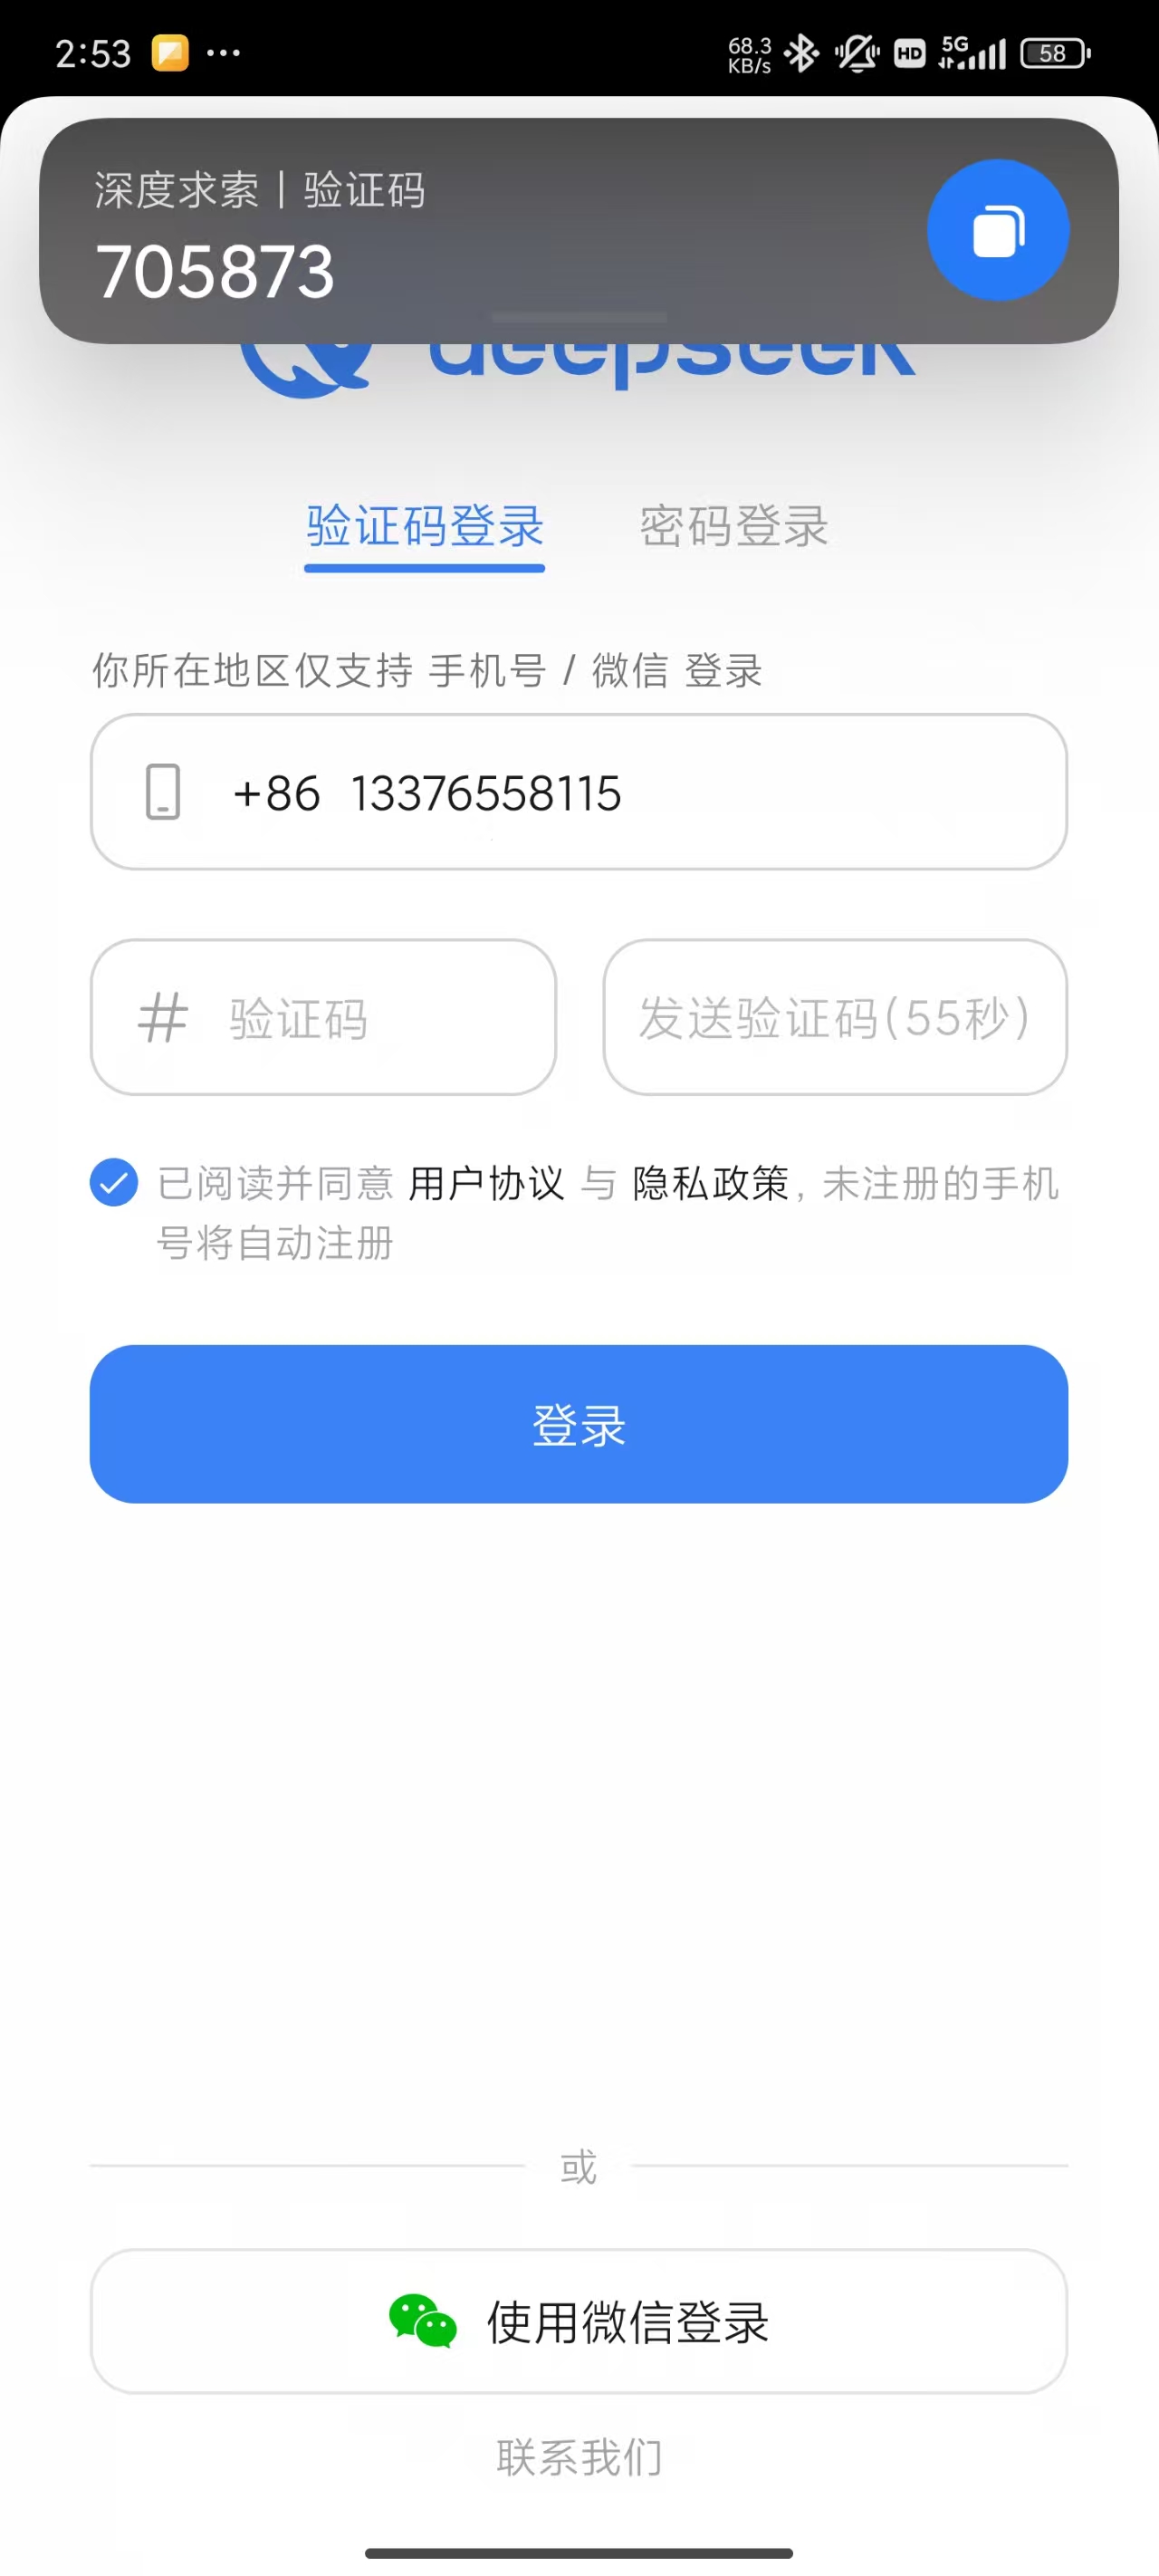 2:53
68.3 KB/s
HD
5G
58
深度求索 | 验证码
705873
deepseek
验证码登录 密码登录
你所在地区仅支持 手机号 / 微信 登录
+86 13376558115
# 验证码 发送验证码(55秒)
已阅读并同意 用户协议 与 隐私政策, 未注册的手机
号将自动注册
登录
或
使用微信登录
联系我们